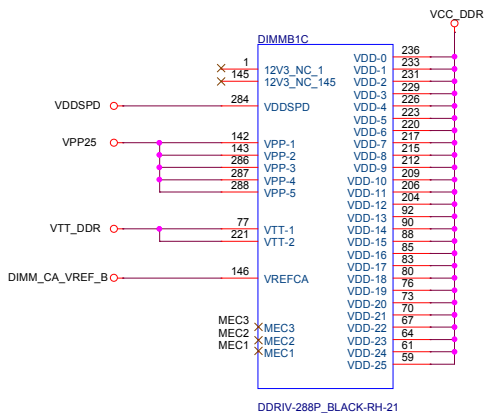 VCC_DDR
DIMMB1C
1 12V3_NC_1
145 12V3_NC_145
VDDSPD 284 VDDSPD
VPP25 142 VPP-1
143 VPP-2
286 VPP-3
287 VPP-4
288 VPP-5
VTT_DDR 77 VTT-1
221 VTT-2
DIMM_CA_VREF_B 146 VREFCA
MEC3 MEC3
MEC2 MEC2
MEC1 MEC1
VDD-0 236
VDD-1 233
VDD-2 231
VDD-3 229
VDD-4 226
VDD-5 223
VDD-6 220
VDD-7 217
VDD-8 215
VDD-9 212
VDD-10 209
VDD-11 206
VDD-12 204
VDD-13 92
VDD-14 90
VDD-15 88
VDD-16 85
VDD-17 83
VDD-18 80
VDD-19 76
VDD-20 73
VDD-21 70
VDD-22 67
VDD-23 64
VDD-24 61
VDD-25 59
DDRIV-288P_BLACK-RH-21